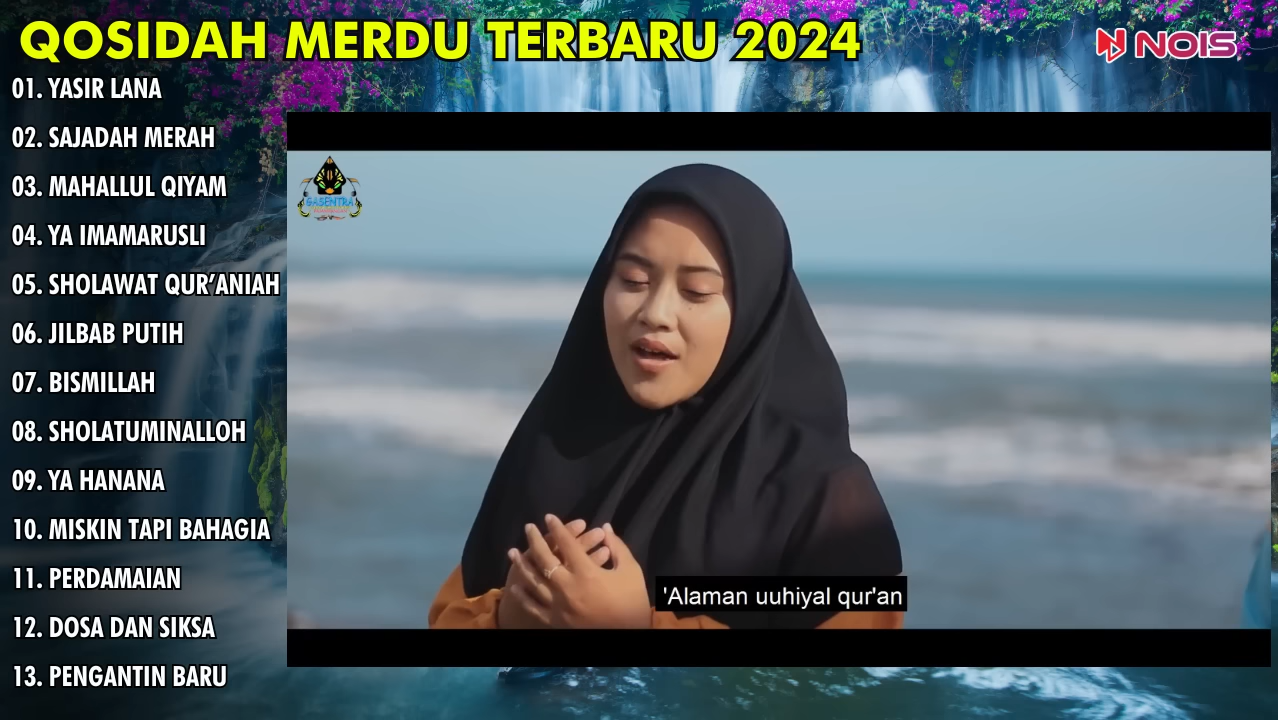 QOSIDAH MERDU TERBARU 2024
NOIS
01. YASIR LANA
02. SAJADAH MERAH
03. MAHALLUL QIYAM
04. YA IMAMARUSLI
05. SHOLAWAT QUR’ANIAH
06. JILBAB PUTIH
07. BISMILLAH
08. SHOLATUMINALLOH
09. YA HANANA
10. MISKIN TAPI BAHAGIA
11. PERDAMAIAN
12. DOSA DAN SIKSA
13. PENGANTIN BARU
GASENTRA
'Alaman uuhiyal qur'an